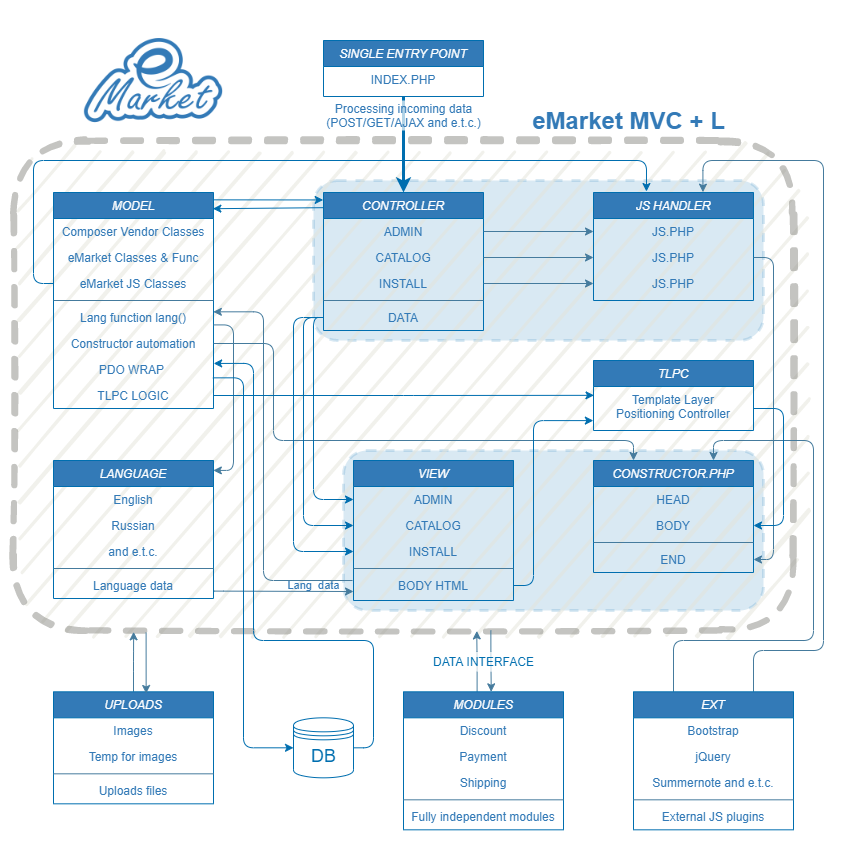 e
Market
SINGLE ENTRY POINT
INDEX.PHP
Processing incoming data
(POST/GET/AJAX and e.t.c.)
eMarket MVC + L
MODEL
Composer Vendor Classes
eMarket Classes & Func
eMarket JS Classes
Lang function lang()
Constructor automation
PDO WRAP
TLPC LOGIC
CONTROLLER
ADMIN
CATALOG
INSTALL
DATA
JS HANDLER
JS.PHP
JS.PHP
JS.PHP
TLPC
Template Layer
Positioning Controller
LANGUAGE
English
Russian
and e.t.c.
Language data
Lang data
VIEW
ADMIN
CATALOG
INSTALL
BODY HTML
CONSTRUCTOR.PHP
HEAD
BODY
END
DATA INTERFACE
UPLOADS
Images
Temp for images
Uploads files
DB
MODULES
Discount
Payment
Shipping
Fully independent modules
EXT
Bootstrap
jQuery
Summernote and e.t.c.
External JS plugins